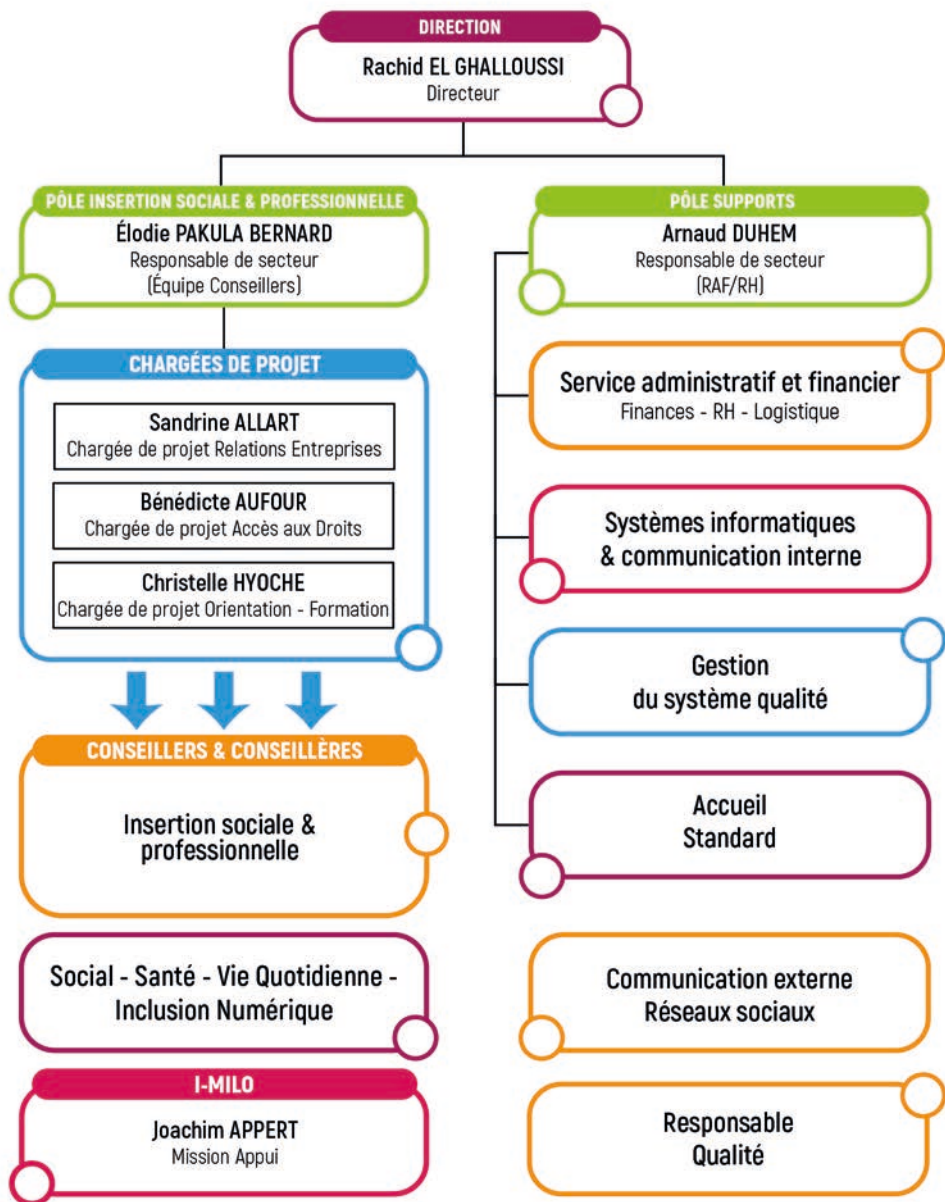 DIRECTION
Rachid EL GHALLOUSSI
Directeur
PÔLE INSERTION SOCIALE & PROFESSIONNELLE
Élodie PAKULA BERNARD
Responsable de secteur
(Équipe Conseillers)
CHARGÉES DE PROJET
Sandrine ALLART
Chargée de projet Relations Entreprises
Bénédicte AUFOUR
Chargée de projet Accès aux Droits
Christelle HYOCHE
Chargée de projet Orientation - Formation
CONSEILLERS & CONSEILLÈRES
Insertion sociale &
professionnelle
Social - Santé - Vie Quotidienne -
Inclusion Numérique
I-MILO
Joachim APPERT
Mission Appui
PÔLE SUPPORTS
Arnaud DUHEM
Responsable de secteur
(RAF/RH)
Service administratif et financier
Finances - RH - Logistique
Systèmes informatiques
& communication interne
Gestion
du système qualité
Accueil
Standard
Communication externe
Réseaux sociaux
Responsable
Qualité